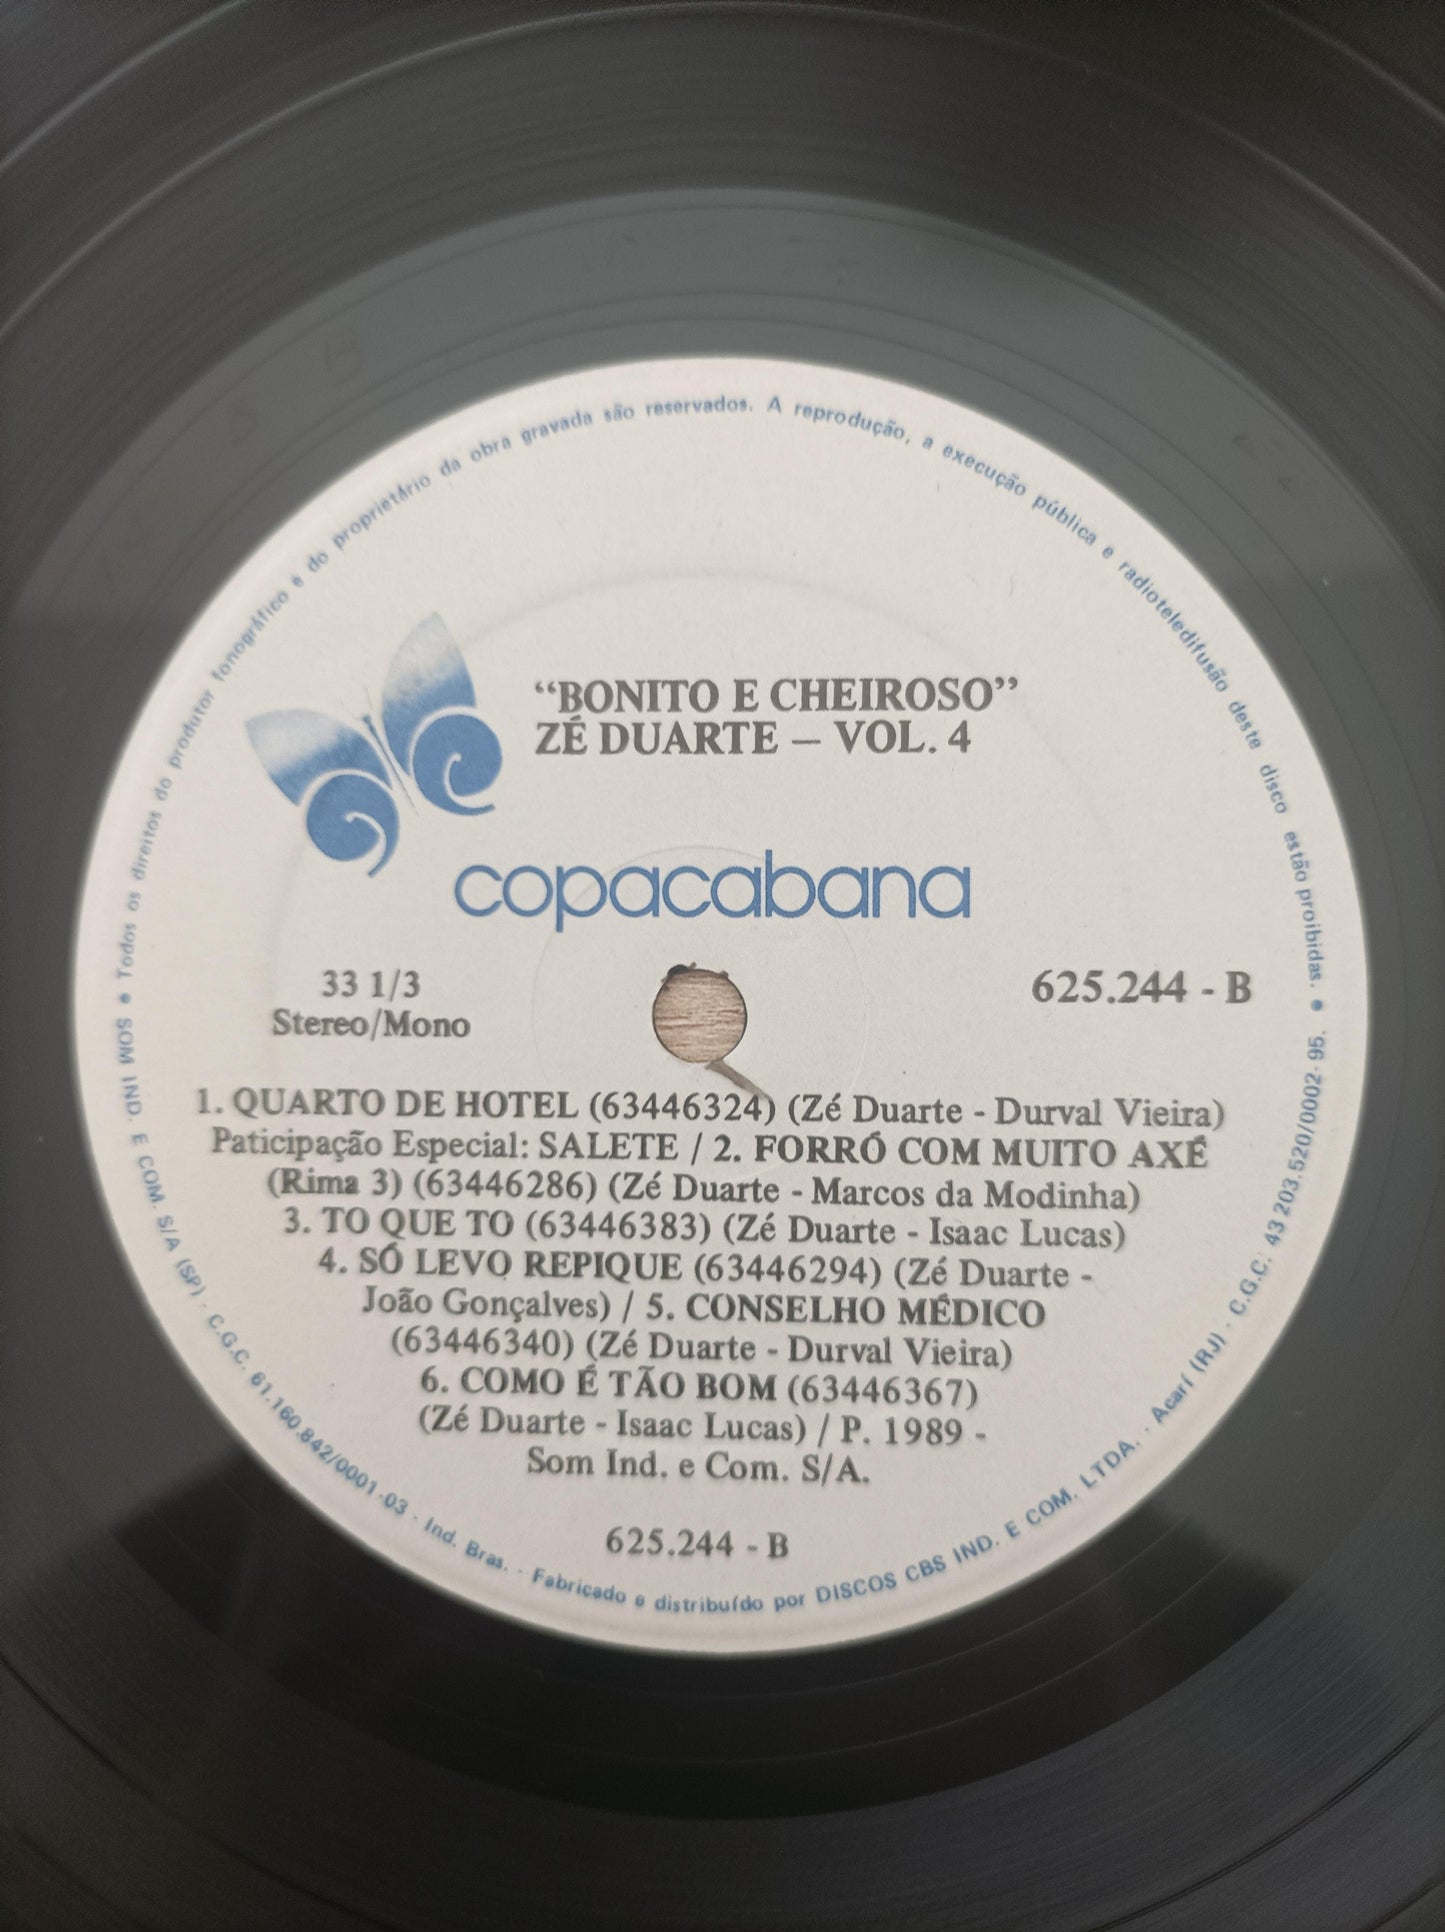 “BONITO E CHEIROSO”
ZÉ DUARTE – VOL. 4
copacabana
33 1/3
Stereo/Mono
625.244 - B
1. QUARTO DE HOTEL (63446324) (Zé Duarte - Durval Vieira)
Paticipação Especial: SALETE / 2. FORRÓ COM MUITO AXÉ
(Rima 3) (63446286) (Zé Duarte - Marcos da Modinha)
3. TO QUE TO (63446383) (Zé Duarte - Isaac Lucas)
4. SÓ LEVO REPIQUE (63446294) (Zé Duarte -
João Gonçalves) / 5. CONSELHO MÉDICO
(63446340) (Zé Duarte - Durval Vieira)
6. COMO É TÃO BOM (63446367)
(Zé Duarte - Isaac Lucas) / P. 1989 -
Som Ind. e Com. S/A.
625.244 - B
• Todos os direitos do produtor fonográfico e do proprietário da obra gravada são reservados. A reprodução, a execução pública e radioteledifusão deste disco estão proibidas. •
SOM IND. E COM. S/A (SP) · C.G.C. 61.160.842/0001-03 · Ind. Bras. · Fabricado e distribuído por DISCOS CBS IND. E COM. LTDA. · Acarí (RJ) · C.G.C. 43 203.520/0002-95.